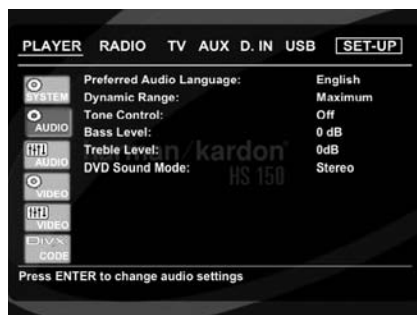 PLAYER RADIO TV AUX D. IN USB SET-UP
SYSTEM
Preferred Audio Language: English
Dynamic Range: Maximum
AUDIO
Tone Control: Off
Bass Level: 0 dB
AUDIO
Treble Level: 0dB
harman/kardon
DVD Sound Mode: Stereo
HS 150
VIDEO
VIDEO
DivX
CODE
Press ENTER to change audio settings